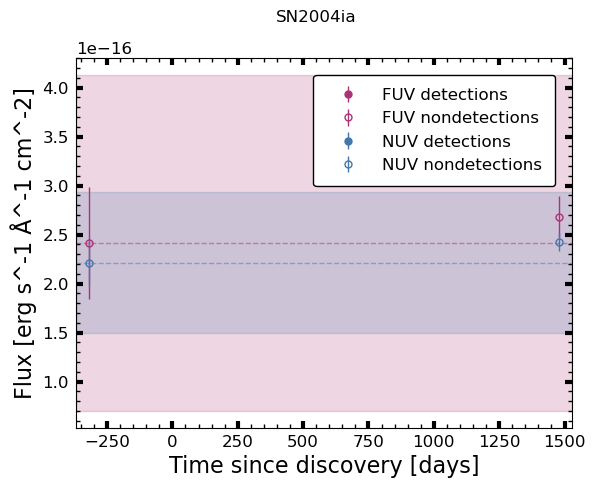 SN2004ia
1e−16
Flux [erg s^-1 Å^-1 cm^-2]
4.0
3.5
3.0
2.5
2.0
1.5
1.0
FUV detections
FUV nondetections
NUV detections
NUV nondetections
−250 0 250 500 750 1000 1250 1500
Time since discovery [days]